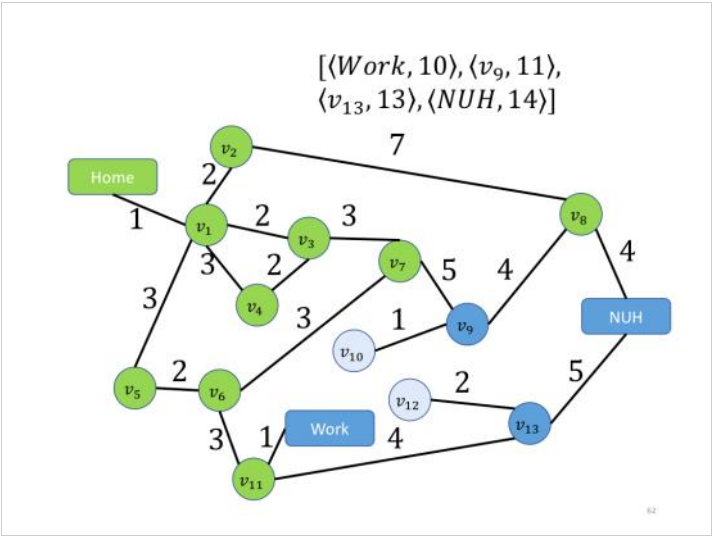 [⟨Work, 10⟩, ⟨v₉, 11⟩,
⟨v₁₃, 13⟩, ⟨NUH, 14⟩]
7
v₂
Home
2
v₈
1
v₁
2
3
v₃
4
3
2
v₇
5
4
v₄
3
3
1
v₉
NUH
v₁₀
2
2
5
v₅
v₆
v₁₂
v₁₃
3
1
Work
4
v₁₁
62